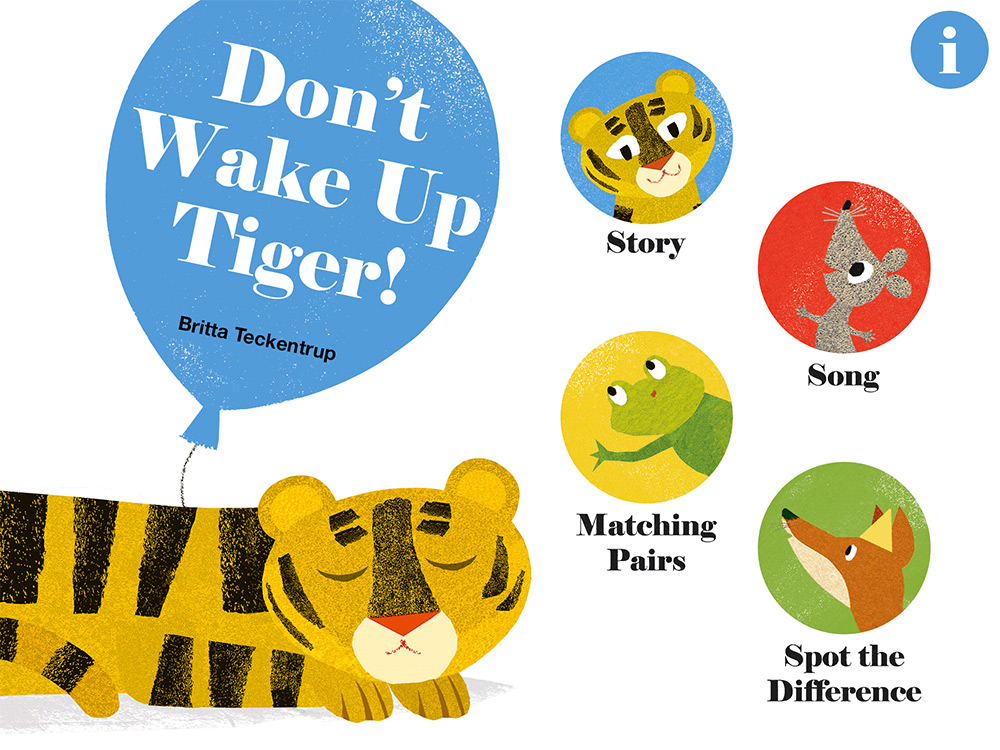 Don't
Wake Up
Tiger!
Britta Teckentrup
i
Story
Song
Matching
Pairs
Spot the
Difference